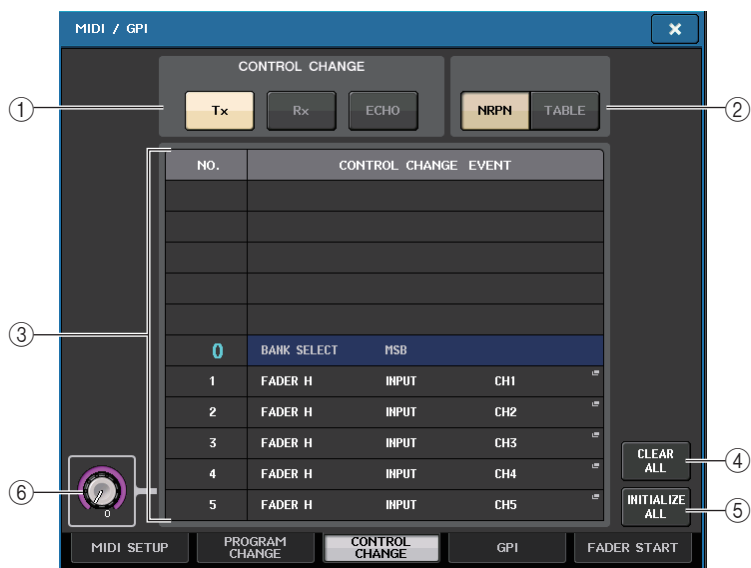 MIDI / GPI
CONTROL CHANGE
① Tx Rx ECHO NRPN TABLE ②
NO. CONTROL CHANGE EVENT
③
0 BANK SELECT MSB
1 FADER H INPUT CH1
2 FADER H INPUT CH2
3 FADER H INPUT CH3
4 FADER H INPUT CH4
5 FADER H INPUT CH5
CLEAR
ALL
④
INITIALIZE
ALL
⑤
⑥
0
MIDI SETUP
PROGRAM
CHANGE
CONTROL
CHANGE
GPI
FADER START